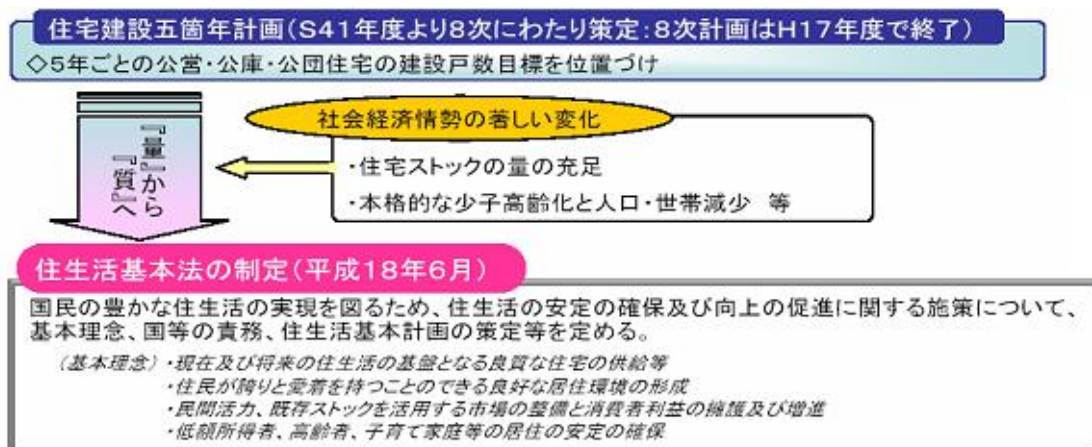 住宅建設五箇年計画(S41年度より8次にわたり策定:8次計画はH17年度で終了)
◇5年ごとの公営・公庫・公団住宅の建設戸数目標を位置づけ
社会経済情勢の著しい変化
・住宅ストックの量の充足
・本格的な少子高齢化と人口・世帯減少 等
『量』から
『質』へ
住生活基本法の制定(平成18年6月)
国民の豊かな住生活の実現を図るため、住生活の安定の確保及び向上の促進に関する施策について、
基本理念、国等の責務、住生活基本計画の策定等を定める。
(基本理念)・現在及び将来の住生活の基盤となる良質な住宅の供給等
・住民が誇りと愛着を持つことのできる良好な居住環境の形成
・民間活力、既存ストックを活用する市場の整備と消費者利益の擁護及び増進
・低額所得者、高齢者、子育て家庭等の居住の安定の確保